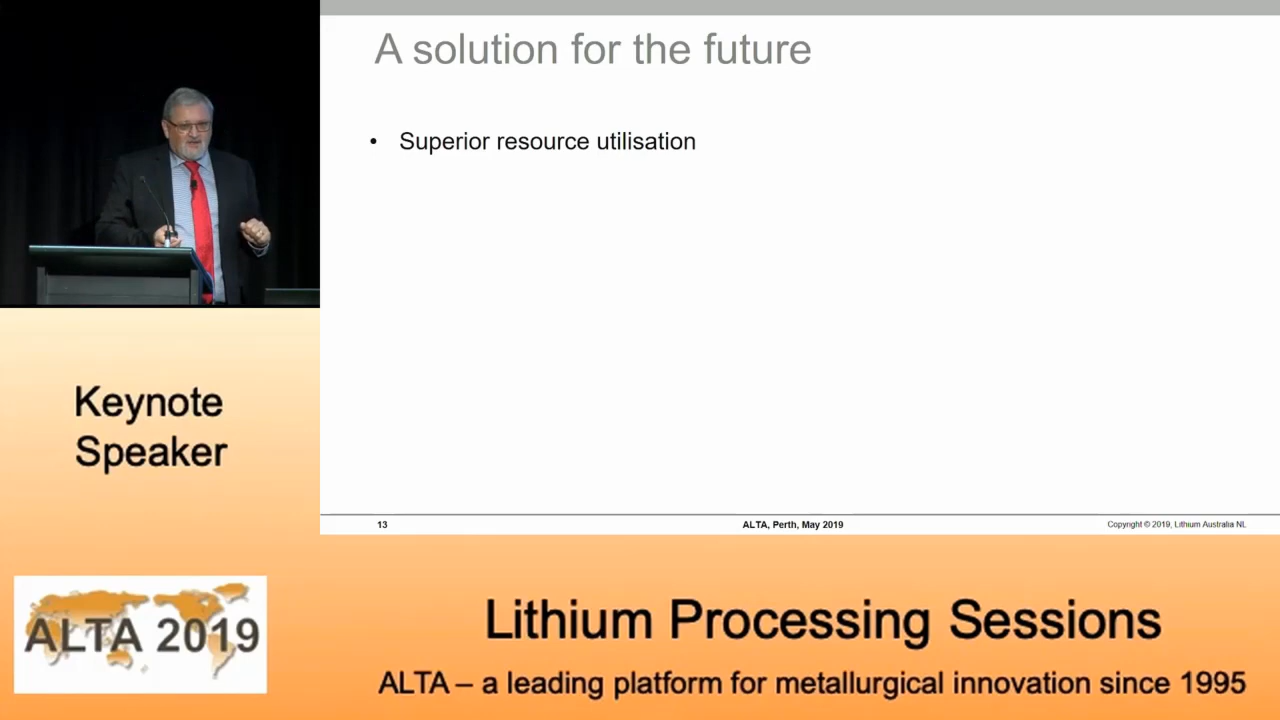 A solution for the future
• Superior resource utilisation
13
ALTA, Perth, May 2019
Copyright © 2019, Lithium Australia NL
Keynote
Speaker
ALTA 2019
Lithium Processing Sessions
ALTA – a leading platform for metallurgical innovation since 1995